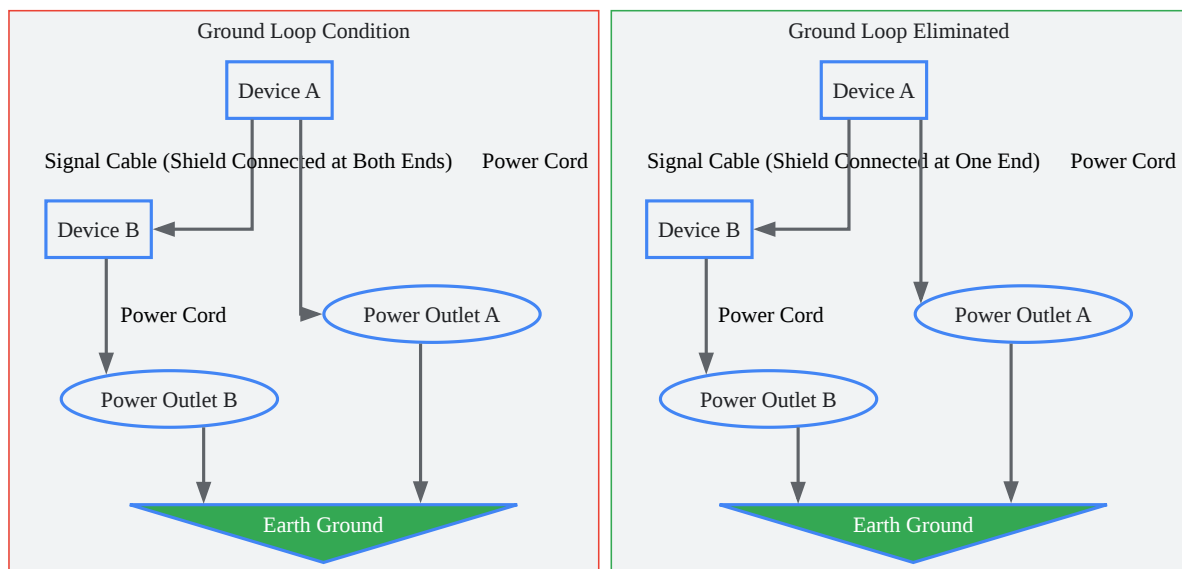 Ground Loop Condition
Device A
Signal Cable (Shield Connected at Both Ends)
Power Cord
Device B
Power Cord
Power Outlet A
Power Outlet B
Earth Ground
Ground Loop Eliminated
Device A
Signal Cable (Shield Connected at One End)
Power Cord
Device B
Power Cord
Power Outlet A
Power Outlet B
Earth Ground